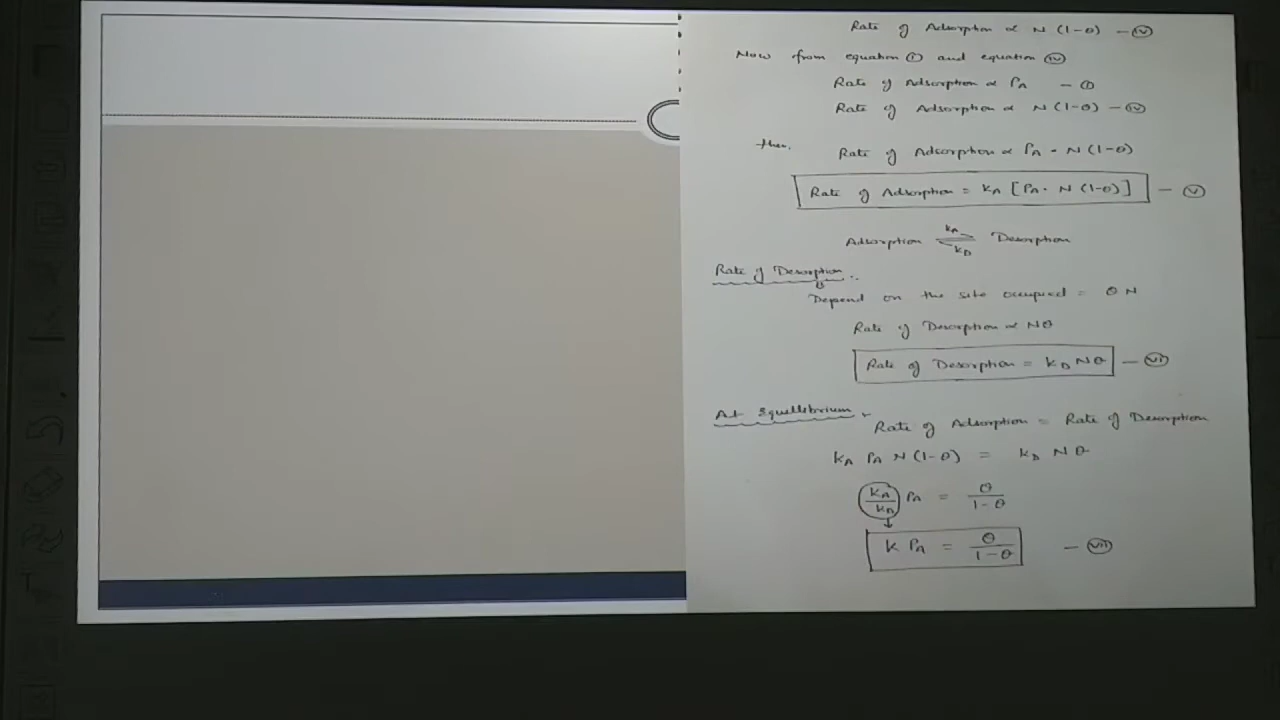 Rate of Adsorption ∝ N (1-θ) - (iv)
Now from equation (i) and equation (iv)
Rate of Adsorption ∝ PA - (i)
Rate of Adsorption ∝ N (1-θ) - (iv)
then, Rate of Adsorption ∝ PA · N (1-θ)
Rate of Adsorption = KA [PA · N (1-θ)] - (v)
Adsorption ⇌ Desorption
KA
KD
Rate of Desorption :
Depend on the site occupied = θ N
Rate of Desorption ∝ Nθ
Rate of Desorption = KD Nθ - (vi)
At Equillibrium,
Rate of Adsorption = Rate of Desorption
KA PA N (1-θ) = KD N θ
KA/KD PA = θ/1-θ
K PA = θ/1-θ - (vii)